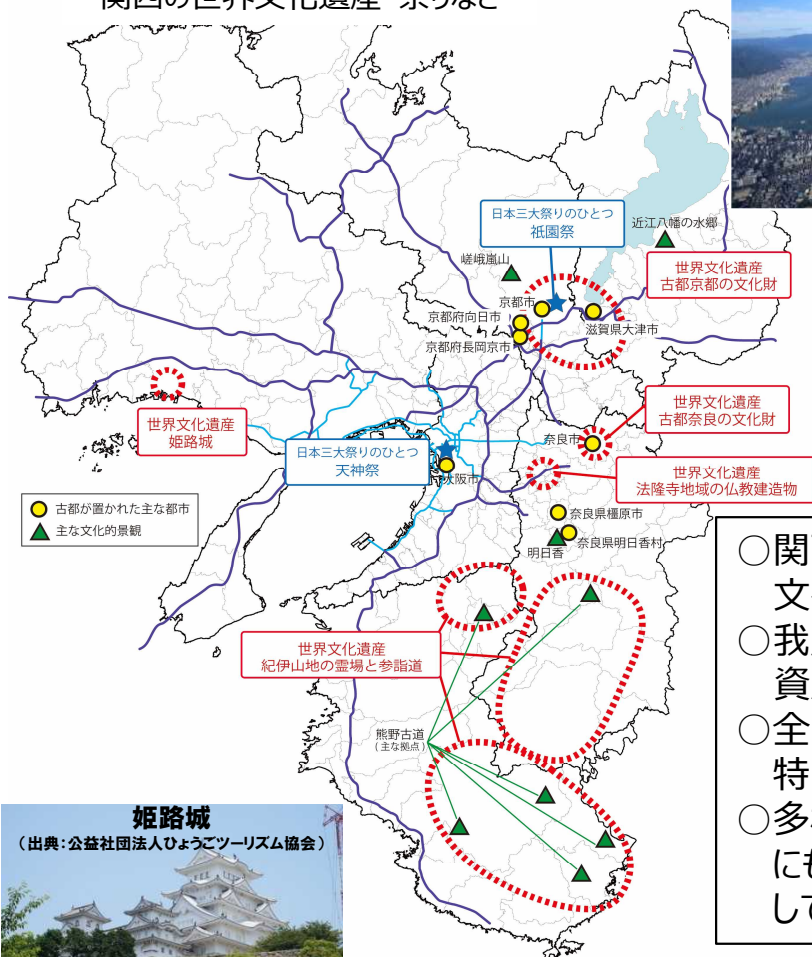 日本三大祭りのひとつ
祇園祭
近江八幡の水郷
嵯峨嵐山
世界文化遺産
古都京都の文化財
京都市
京都府向日市
滋賀県大津市
京都府長岡京市
世界文化遺産
姫路城
世界文化遺産
古都奈良の文化財
日本三大祭りのひとつ
天神祭
奈良市
大阪市
世界文化遺産
法隆寺地域の仏教建造物
古都が置かれた主な都市
主な文化的景観
奈良県橿原市
奈良県明日香村
明日香
世界文化遺産
紀伊山地の霊場と参詣道
熊野古道
(主な拠点)
姫路城
(出典:公益社団法人ひょうごツーリズム協会)
○関
文
○我
資
○全
特
○多
にも
して